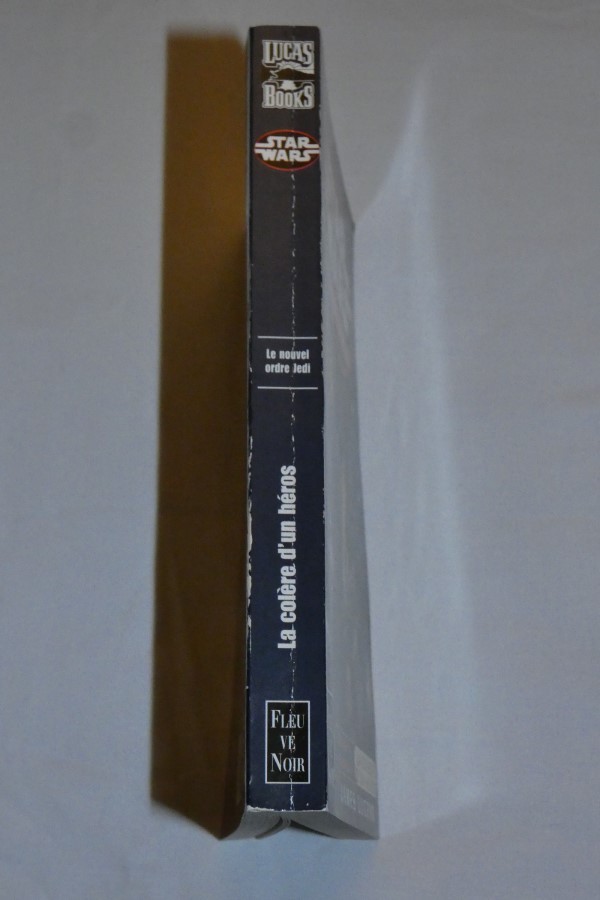 LUCAS
BOOKS
STAR
WARS
Le nouvel
ordre Jedi
La colère d'un héros
FLEU
VE
NOIR